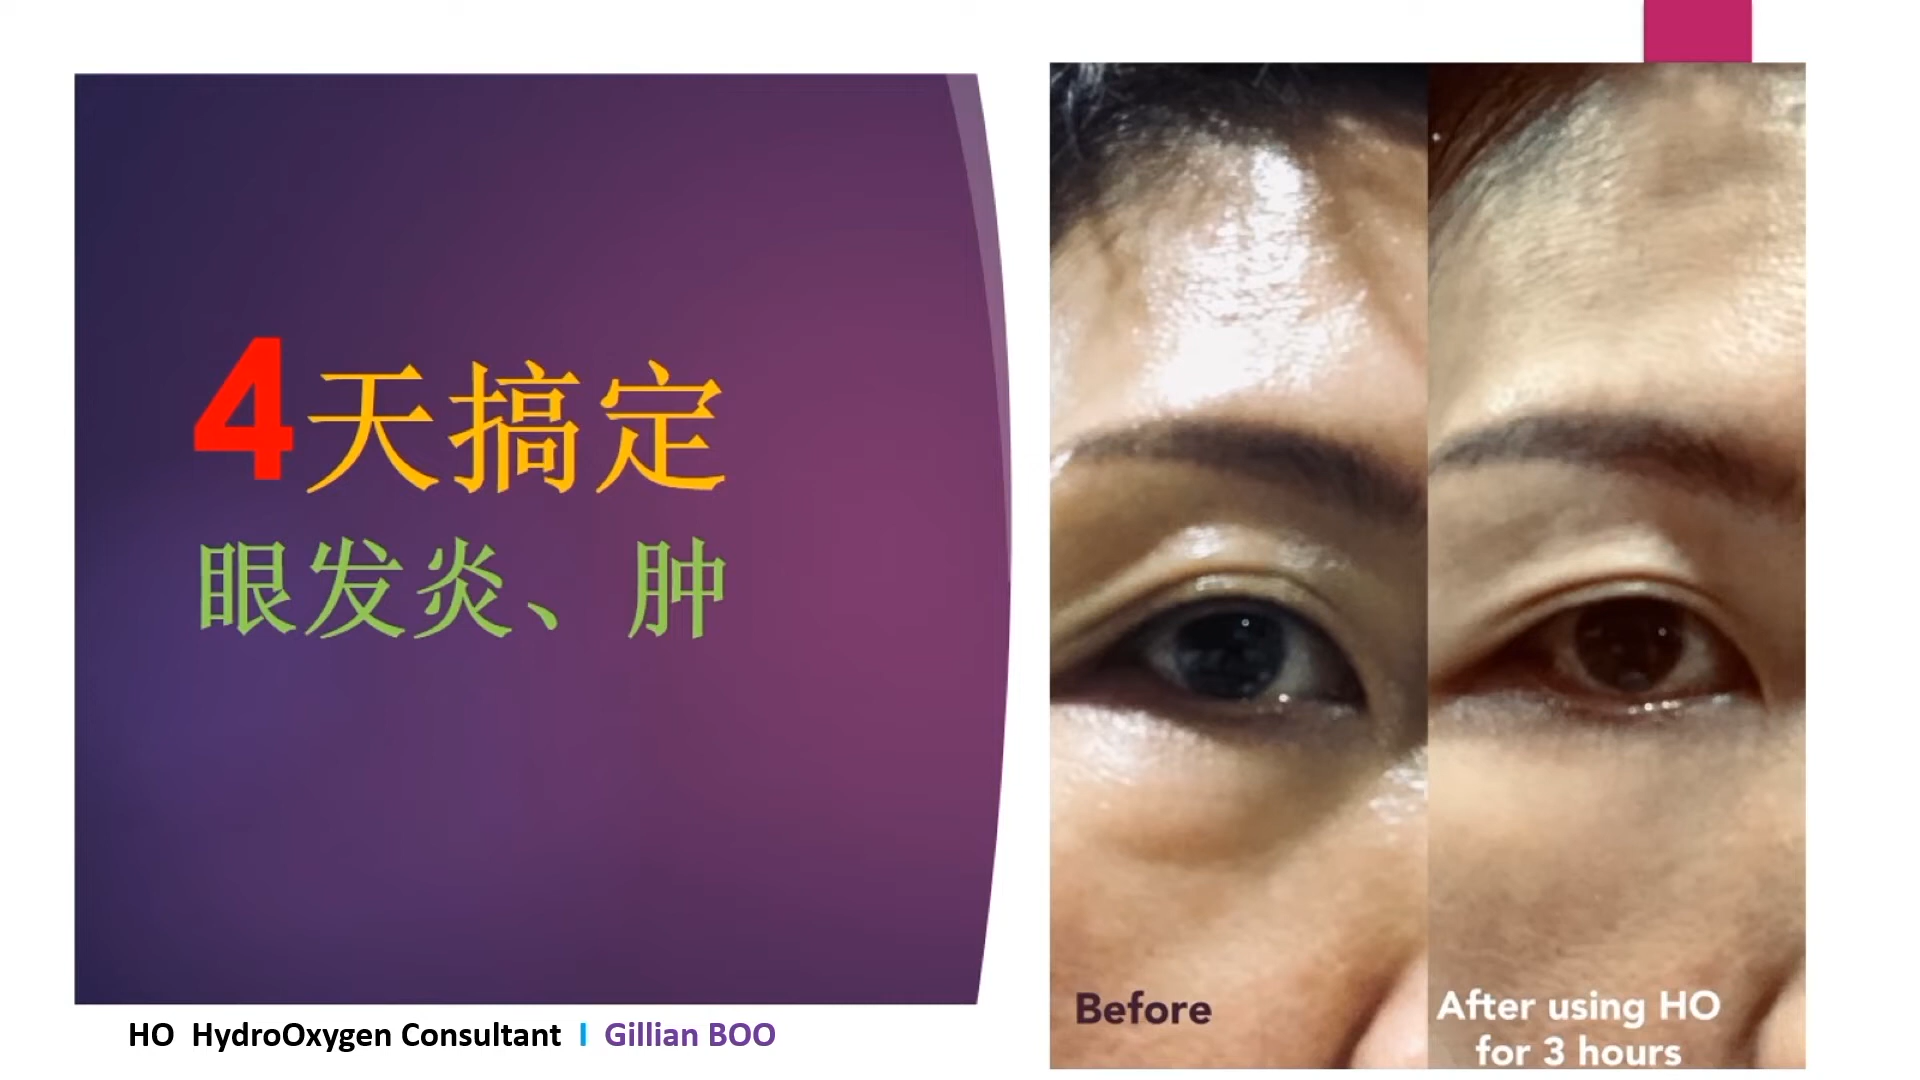 4天搞定
眼发炎、肿
HO HydroOxygen Consultant I Gillian BOO
Before
After using HO
for 3 hours